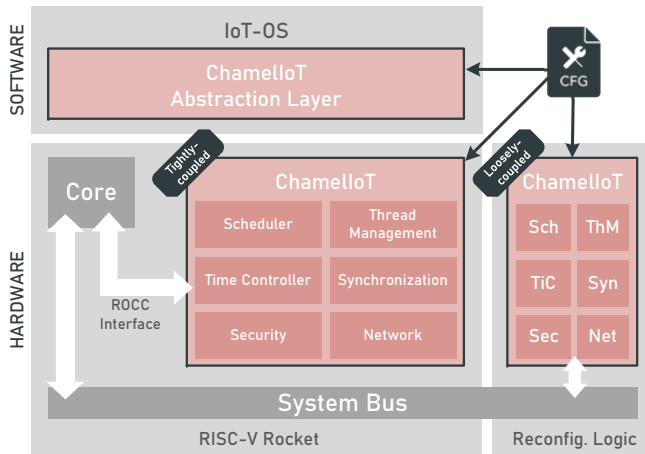 SOFTWARE
IoT-OS
ChamelIoT
Abstraction Layer
CFG
HARDWARE
Core
Tightly-
coupled
ChamelIoT
Scheduler
Thread
Management
Time Controller
Synchronization
Security
Network
ROCC
Interface
Loosely-
coupled
ChamelIoT
Sch
ThM
TiC
Syn
Sec
Net
System Bus
RISC-V Rocket
Reconfig. Logic